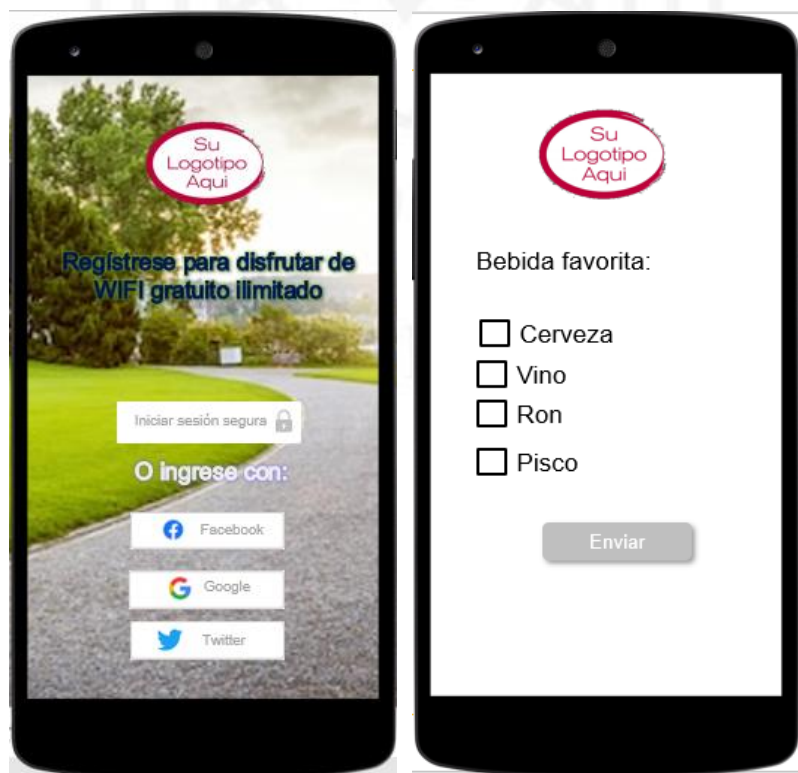 Su
Logotipo
Aqui
Regístrese para disfrutar de
WIFI gratuito ilimitado
Iniciar sesión segura
O ingrese con:
Facebook
Google
Twitter
Su
Logotipo
Aqui
Bebida favorita:
Cerveza
Vino
Ron
Pisco
Enviar